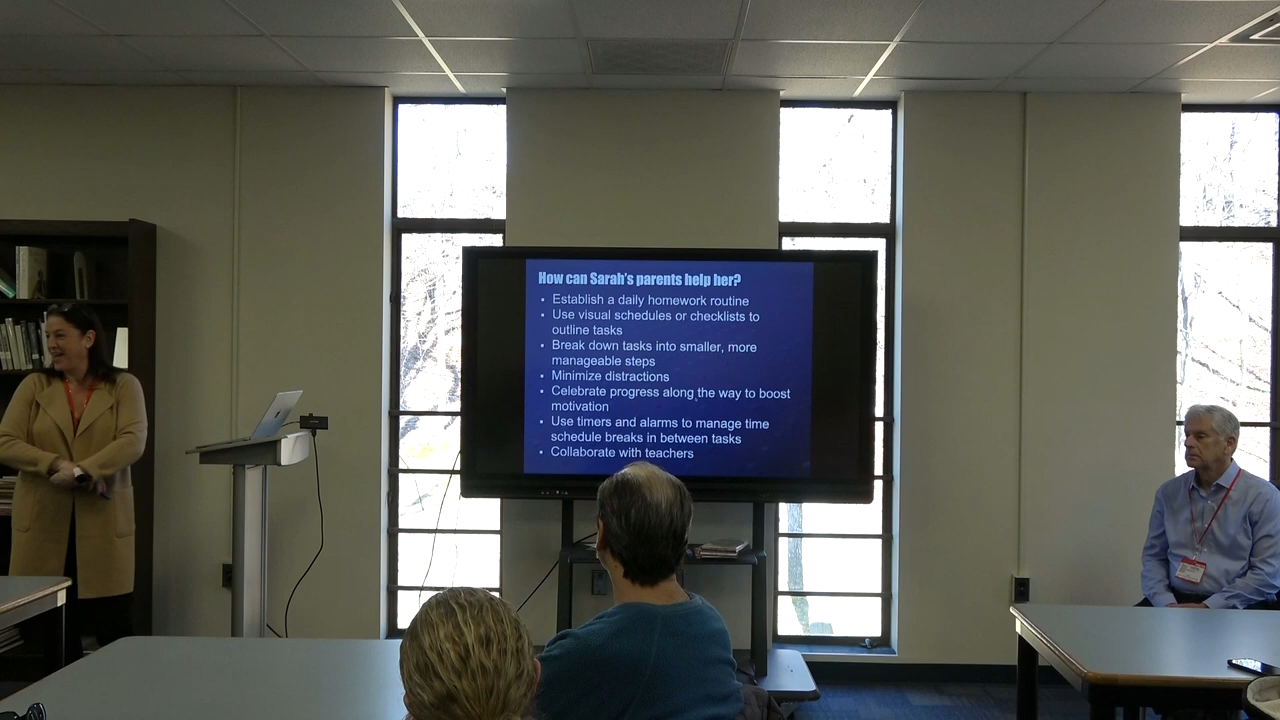 How can Sarah's parents help her?
• Establish a daily homework routine
• Use visual schedules or checklists to
outline tasks
• Break down tasks into smaller, more
manageable steps
• Minimize distractions
• Celebrate progress along the way to boost
motivation
• Use timers and alarms to manage time
schedule breaks in between tasks
• Collaborate with teachers